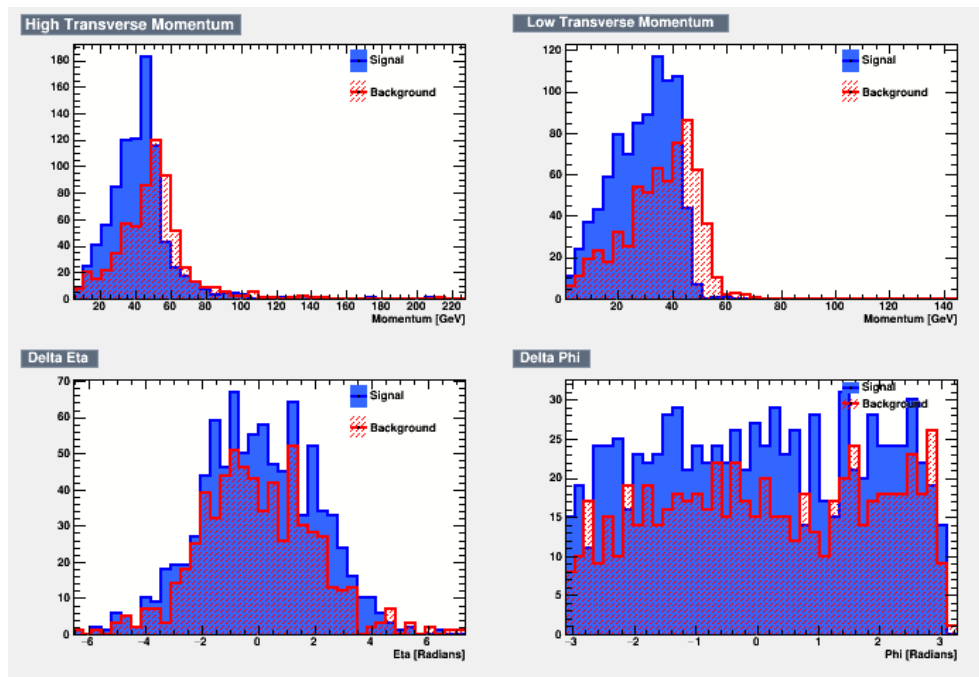 High Transverse Momentum
Signal
Background
180
160
140
120
100
80
60
40
20
0
20 40 60 80 100 120 140 160 180 200 220
Momentum [GeV]
Low Transverse Momentum
Signal
Background
120
100
80
60
40
20
0
20 40 60 80 100 120 140
Momentum [GeV]
Delta Eta
Signal
Background
70
60
50
40
30
20
10
0
−6 −4 −2 0 2 4 6
Eta [Radians]
Delta Phi
Signal
Background
30
25
20
15
10
5
0
−3 −2 −1 0 1 2 3
Phi [Radians]